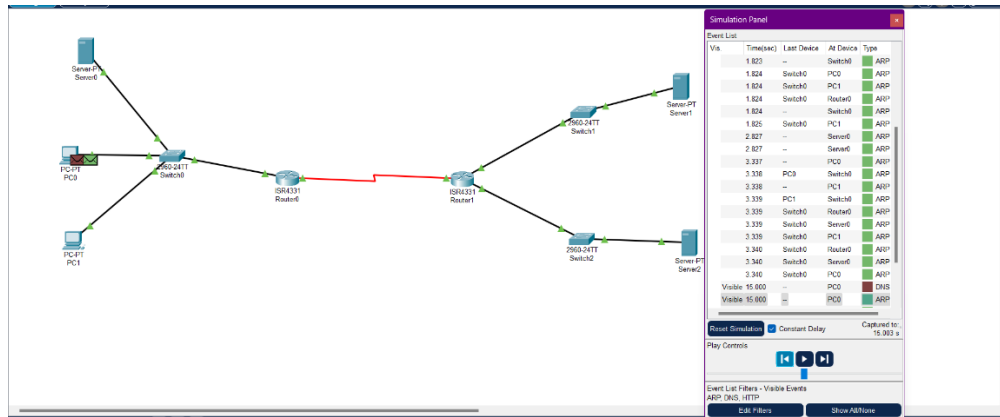 Simulation Panel
Event List
Vis. Time(sec) Last Device At Device Type
1.823 -- Switch0 ARP
1.824 Switch0 PC0 ARP
1.824 Switch0 PC1 ARP
1.824 Switch0 Router0 ARP
1.824 -- Switch0 ARP
1.825 Switch0 PC1 ARP
2.827 -- Server0 ARP
2.827 -- Server0 ARP
3.337 -- PC0 ARP
3.338 PC0 Switch0 ARP
3.338 -- PC1 ARP
3.339 PC1 Switch0 ARP
3.339 Switch0 Router0 ARP
3.339 Switch0 Server0 ARP
3.339 Switch0 PC1 ARP
3.340 Switch0 Router0 ARP
3.340 Switch0 Server0 ARP
3.340 Switch0 PC0 ARP
Visible 15.000 -- PC0 DNS
Visible 15.000 -- PC0 ARP
Reset Simulation Constant Delay
Captured to:
15.003 s
Play Controls
Event List Filters - Visible Events
ARP, DNS, HTTP
Edit Filters Show All/None
Server-PT
Server0
PC-PT
PC0
2960-24TT
Switch0
PC-PT
PC1
ISR4331
Router0
ISR4331
Router1
2960-24TT
Switch1
Server-PT
Server1
2960-24TT
Switch2
Server-PT
Server2